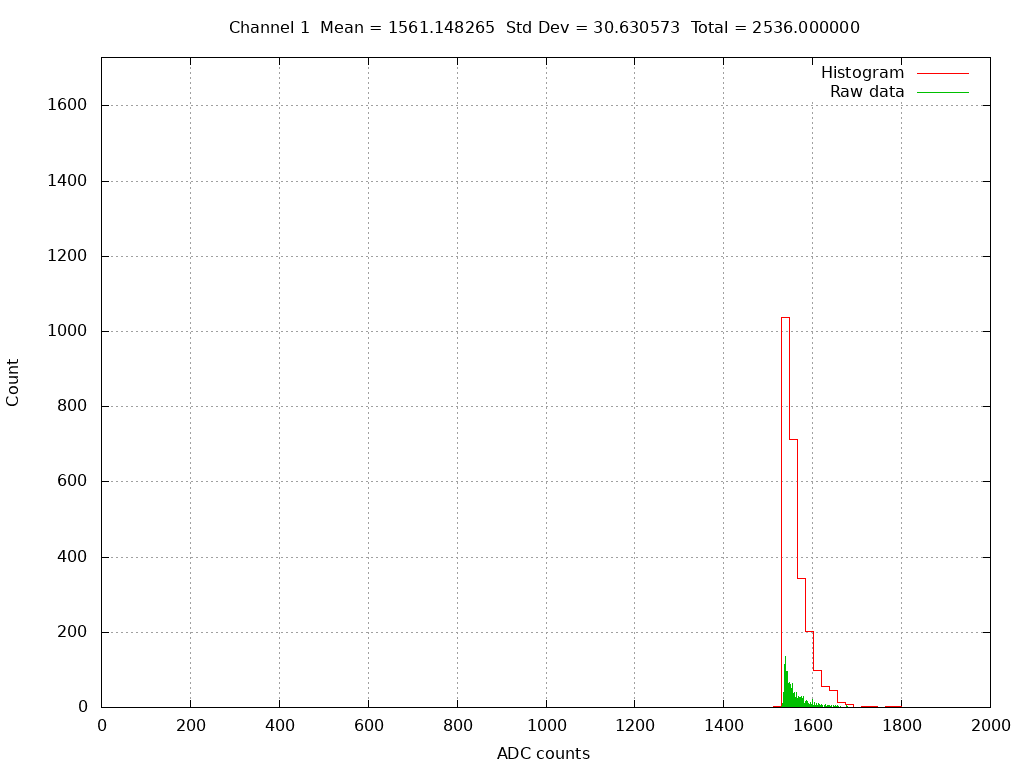 Channel 1  Mean = 1561.148265  Std Dev = 30.630573  Total = 2536.000000
Histogram
Raw data
1600
1400
1200
1000
800
600
400
200
0
Count
0 200 400 600 800 1000 1200 1400 1600 1800 2000
ADC counts